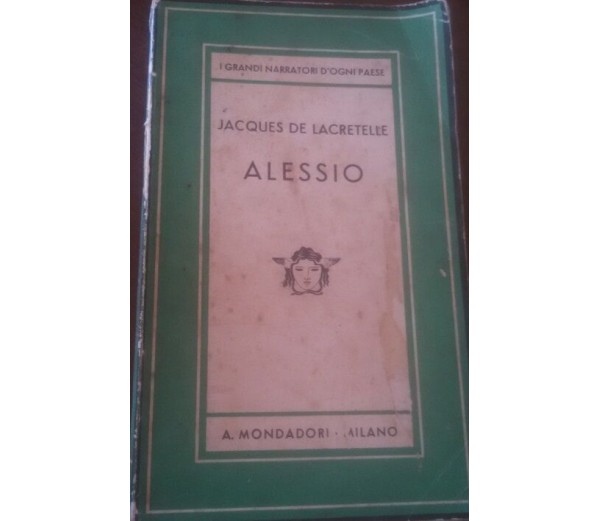 I GRANDI NARRATORI D'OGNI PAESE
JACQUES DE LACRETELLE
ALESSIO
A. MONDADORI · MILANO